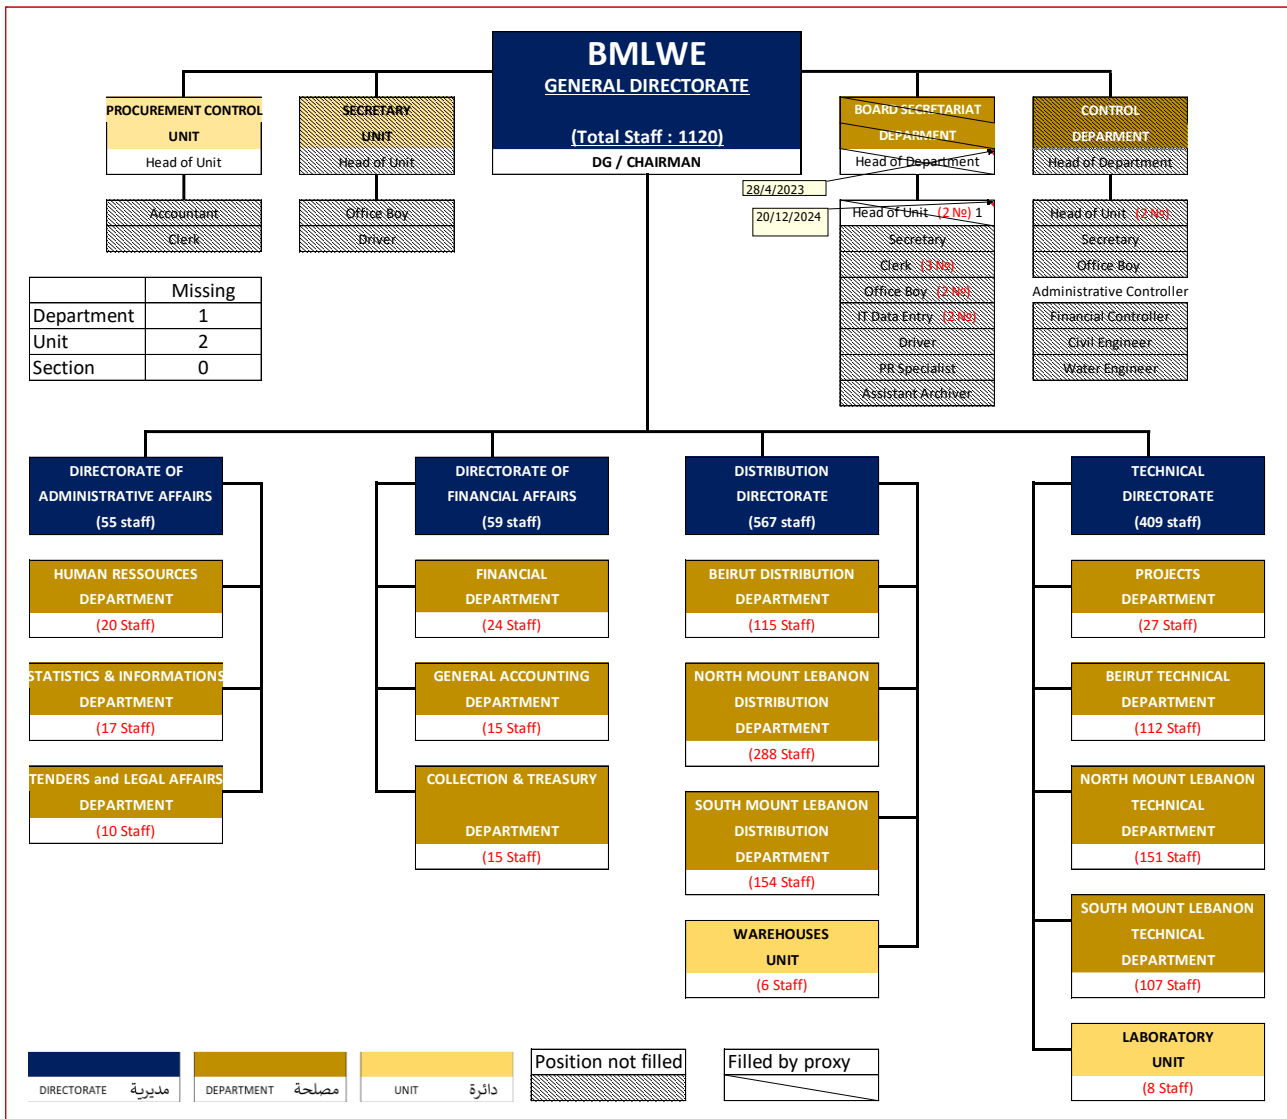 BMLWE
GENERAL DIRECTORATE
(Total Staff : 1120)
DG / CHAIRMAN
PROCUREMENT CONTROL
UNIT
Head of Unit
Accountant
Clerk
SECRETARY
UNIT
Head of Unit
Office Boy
Driver
BOARD SECRETARIAT
DEPARMENT
Head of Department
28/4/2023
20/12/2024
Head of Unit (2 №) 1
Secretary
Clerk (3 №)
Office Boy (2 №)
IT Data Entry (2 №)
Driver
PR Specialist
Assistant Archiver
CONTROL
DEPARMENT
Head of Department
Head of Unit (2 №)
Secretary
Office Boy
Administrative Controller
Financial Controller
Civil Engineer
Water Engineer
Missing
Department 1
Unit 2
Section 0
DIRECTORATE OF
ADMINISTRATIVE AFFAIRS
(55 staff)
HUMAN RESSOURCES
DEPARTMENT
(20 Staff)
STATISTICS & INFORMATIONS
DEPARTMENT
(17 Staff)
TENDERS and LEGAL AFFAIRS
DEPARTMENT
(10 Staff)
DIRECTORATE OF
FINANCIAL AFFAIRS
(59 staff)
FINANCIAL
DEPARTMENT
(24 Staff)
GENERAL ACCOUNTING
DEPARTMENT
(15 Staff)
COLLECTION & TREASURY
DEPARTMENT
(15 Staff)
DISTRIBUTION
DIRECTORATE
(567 staff)
BEIRUT DISTRIBUTION
DEPARTMENT
(115 Staff)
NORTH MOUNT LEBANON
DISTRIBUTION
DEPARTMENT
(288 Staff)
SOUTH MOUNT LEBANON
DISTRIBUTION
DEPARTMENT
(154 Staff)
WAREHOUSES
UNIT
(6 Staff)
TECHNICAL
DIRECTORATE
(409 staff)
PROJECTS
DEPARTMENT
(27 Staff)
BEIRUT TECHNICAL
DEPARTMENT
(112 Staff)
NORTH MOUNT LEBANON
TECHNICAL
DEPARTMENT
(151 Staff)
SOUTH MOUNT LEBANON
TECHNICAL
DEPARTMENT
(107 Staff)
LABORATORY
UNIT
(8 Staff)
DIRECTORATE مديرية
DEPARTMENT مصلحة
UNIT دائرة
Position not filled
Filled by proxy